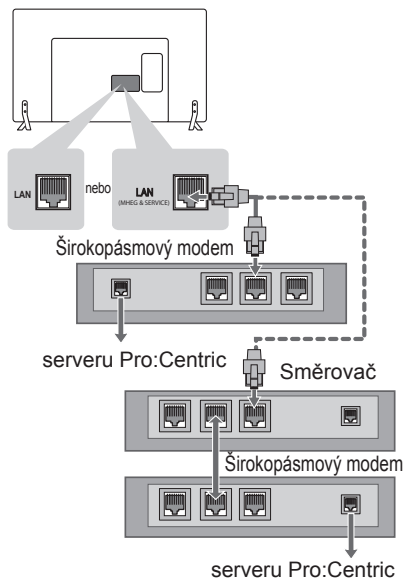 LAN
nebo
LAN
(MHEG & SERVICE)
Širokopásmový modem
serveru Pro:Centric
Směrovač
Širokopásmový modem
serveru Pro:Centric